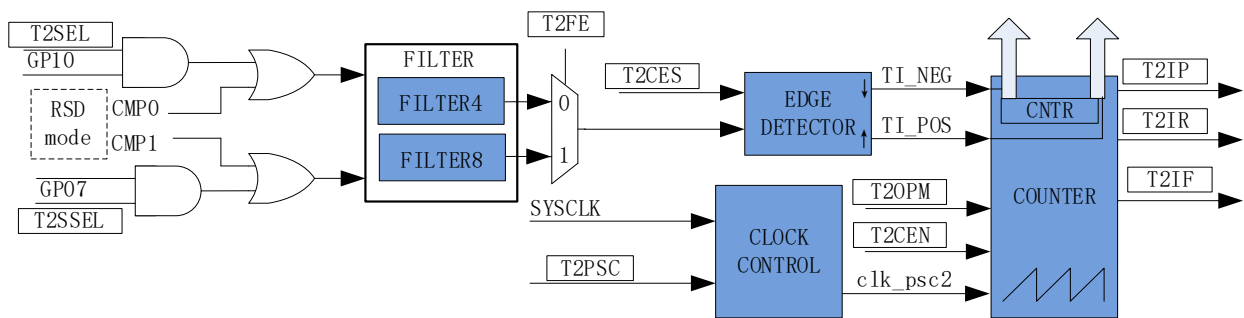 T2SEL
GP10
RSD
mode
CMP0
CMP1
GP07
T2SSEL
FILTER
FILTER4
FILTER8
T2FE
0
1
T2CES
EDGE
DETECTOR
TI_NEG
TI_POS
SYSCLK
T2PSC
CLOCK
CONTROL
T2OPM
T2CEN
clk_psc2
CNTR
COUNTER
T2IP
T2IR
T2IF